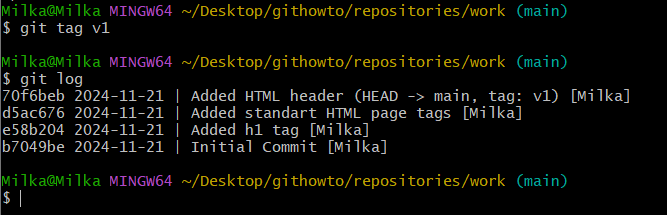 Milka@Milka MINGW64 ~/Desktop/githowto/repositories/work (main)
$ git tag v1
Milka@Milka MINGW64 ~/Desktop/githowto/repositories/work (main)
$ git log
70f6beb 2024-11-21 | Added HTML header (HEAD -> main, tag: v1) [Milka]
d5ac676 2024-11-21 | Added standart HTML page tags [Milka]
e58b204 2024-11-21 | Added h1 tag [Milka]
b7049be 2024-11-21 | Initial Commit [Milka]
Milka@Milka MINGW64 ~/Desktop/githowto/repositories/work (main)
$